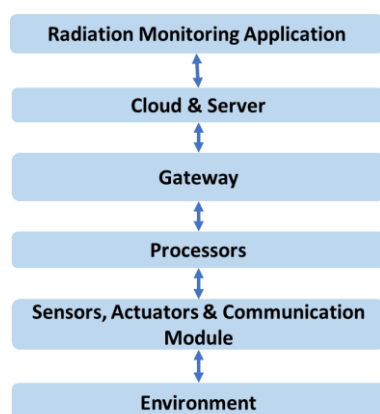 Radiation Monitoring Application
Cloud & Server
Gateway
Processors
Sensors, Actuators & Communication
Module
Environment